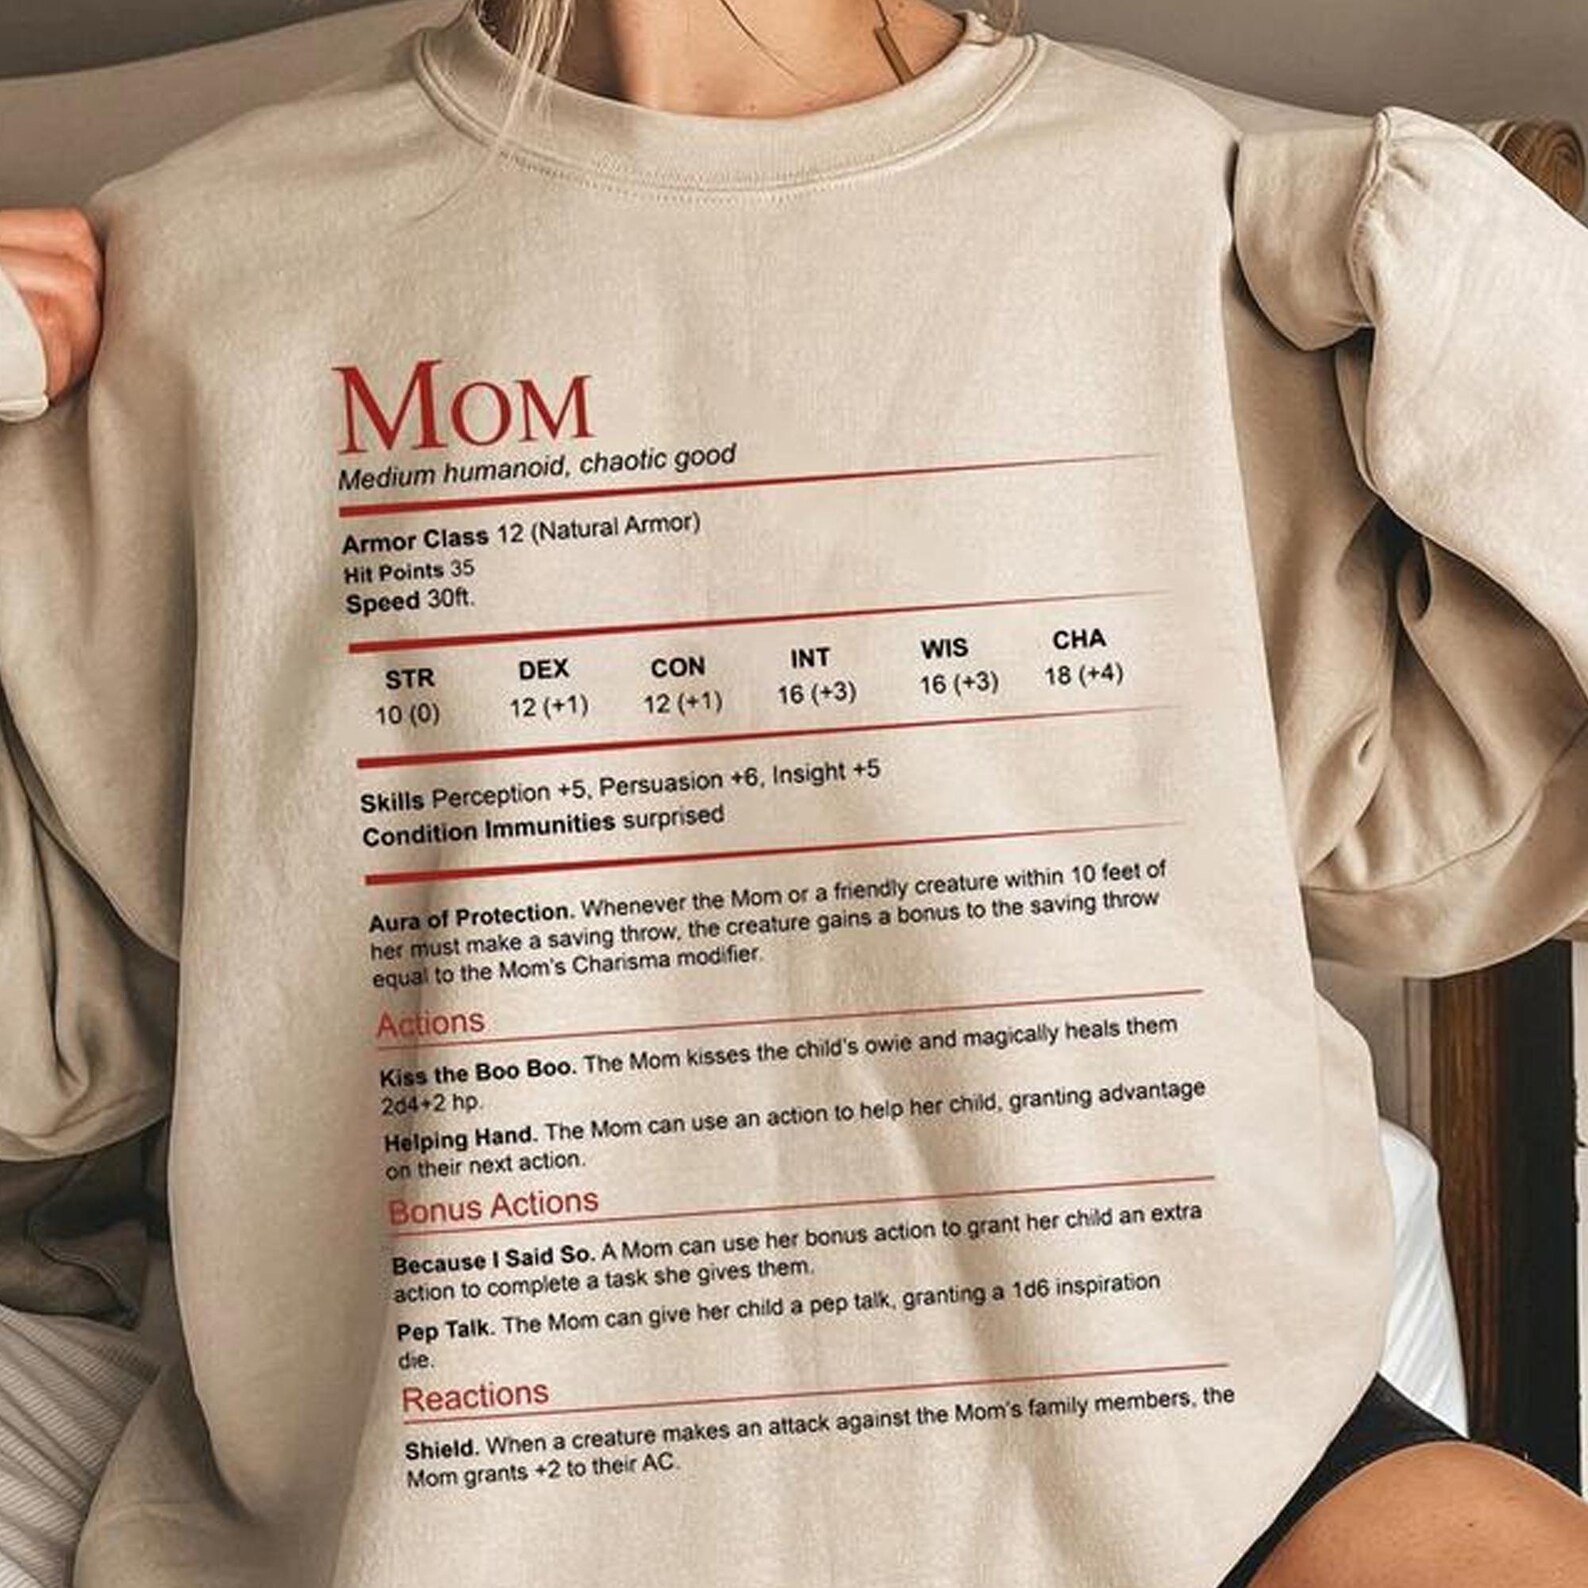 Mom
Medium humanoid, chaotic good
Armor Class 12 (Natural Armor)
Hit Points 35
Speed 30ft.
STR DEX CON INT WIS CHA
10 (0) 12 (+1) 12 (+1) 16 (+3) 16 (+3) 18 (+4)
Skills Perception +5, Persuasion +6, Insight +5
Condition Immunities surprised
Aura of Protection. Whenever the Mom or a friendly creature within 10 feet of
her must make a saving throw, the creature gains a bonus to the saving throw
equal to the Mom's Charisma modifier.
Actions
Kiss the Boo Boo. The Mom kisses the child's owie and magically heals them
2d4+2 hp.
Helping Hand. The Mom can use an action to help her child, granting advantage
on their next action.
Bonus Actions
Because I Said So. A Mom can use her bonus action to grant her child an extra
action to complete a task she gives them.
Pep Talk. The Mom can give her child a pep talk, granting a 1d6 inspiration
die.
Reactions
Shield. When a creature makes an attack against the Mom's family members, the
Mom grants +2 to their AC.